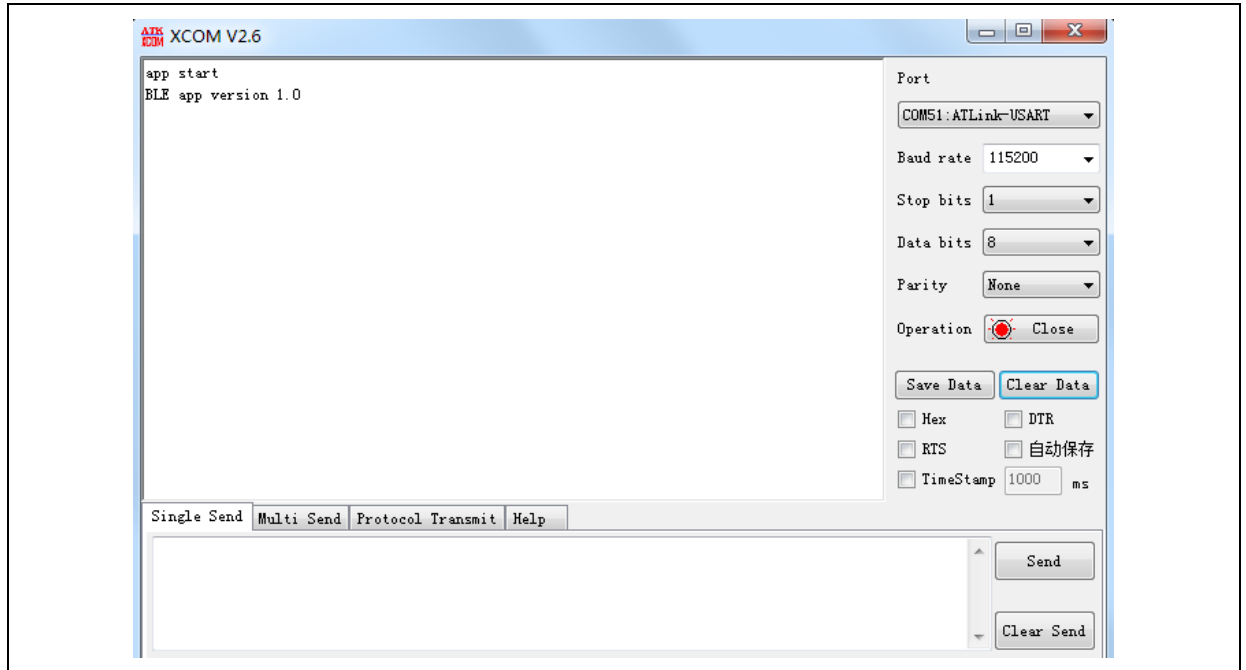 ATK
XCOM XCOM V2.6
app start
BLE app version 1.0
Port
COM51:ATLink-USART
Baud rate 115200
Stop bits 1
Data bits 8
Parity None
Operation Close
Save Data Clear Data
Hex DTR
RTS 自动保存
TimeStamp 1000 ms
Single Send Multi Send Protocol Transmit Help
Send
Clear Send